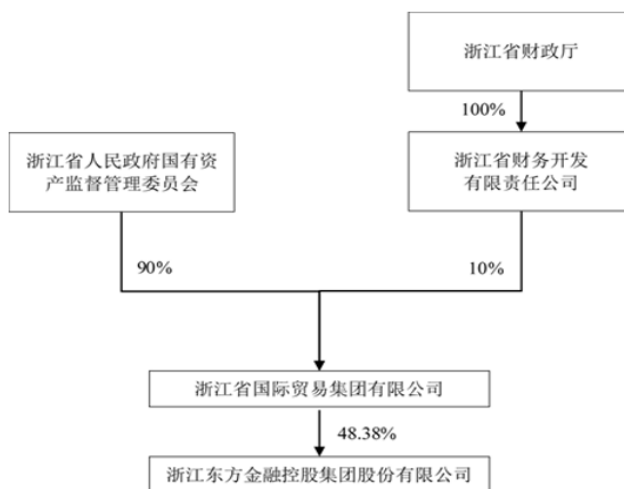 浙江省财政厅
100%
浙江省人民政府国有资
产监督管理委员会
浙江省财务开发
有限责任公司
90%
10%
浙江省国际贸易集团有限公司
48.38%
浙江东方金融控股集团股份有限公司